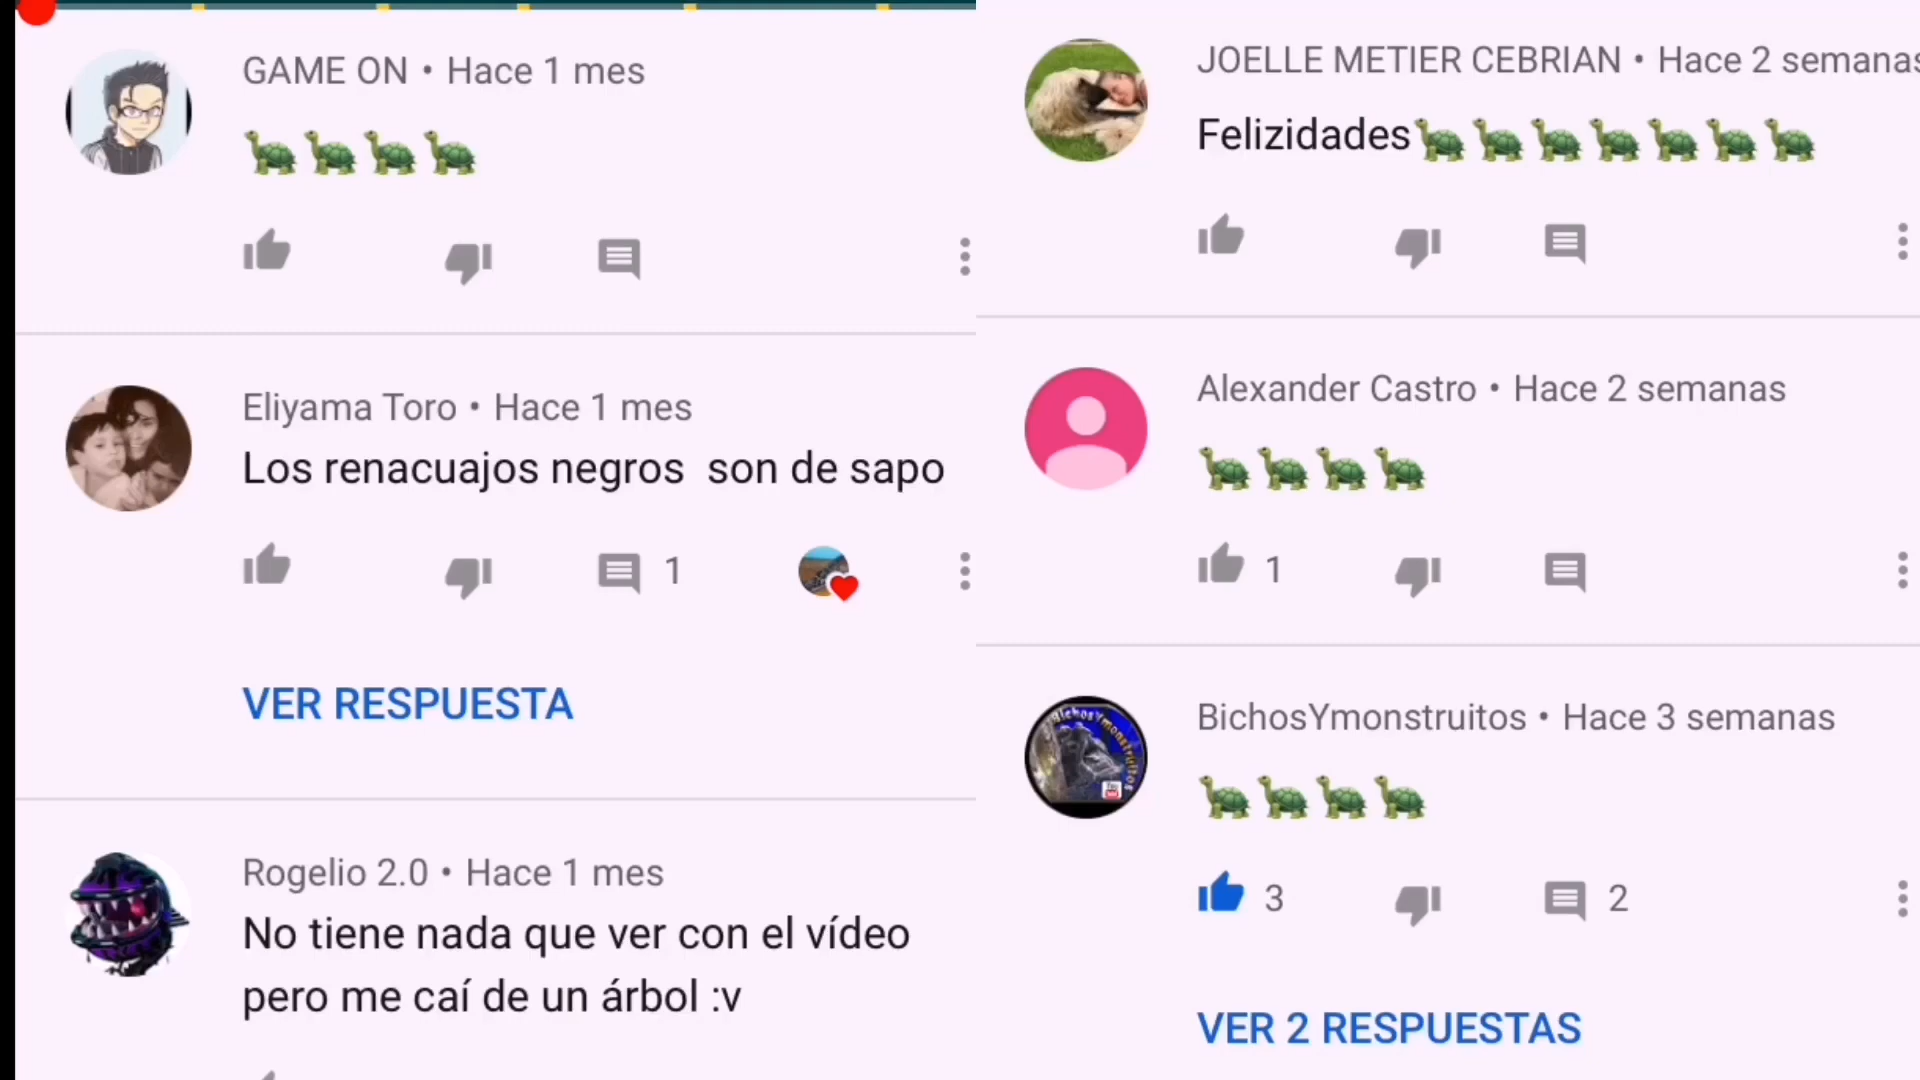 GAME ON • Hace 1 mes
🐢🐢🐢🐢
Eliyama Toro • Hace 1 mes
Los renacuajos negros son de sapo
1
VER RESPUESTA
Rogelio 2.0 • Hace 1 mes
No tiene nada que ver con el vídeo
pero me caí de un árbol :v
JOELLE METIER CEBRIAN • Hace 2 semanas
Felizidades🐢🐢🐢🐢🐢🐢🐢
Alexander Castro • Hace 2 semanas
🐢🐢🐢🐢
1
BichosYmonstruitos
BichosYmonstruitos • Hace 3 semanas
🐢🐢🐢🐢
3 2
VER 2 RESPUESTAS